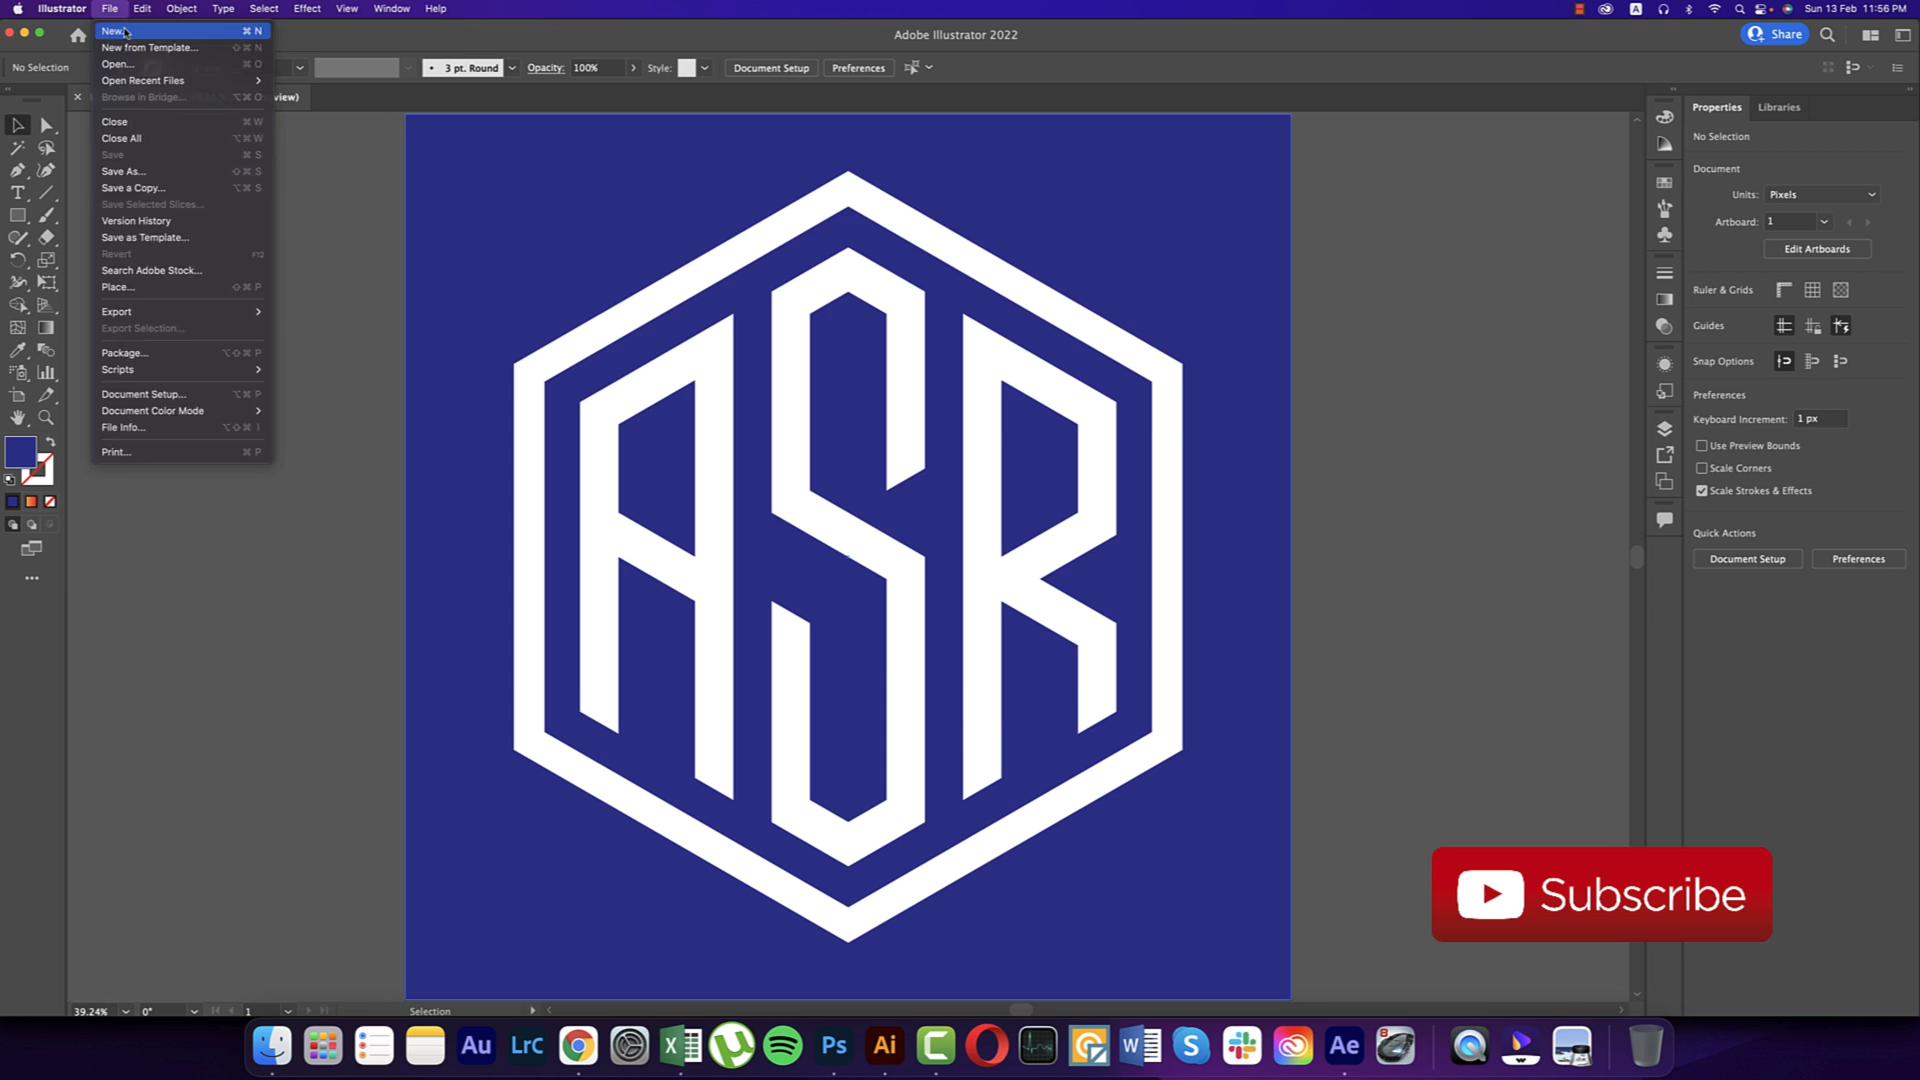 Illustrator File Edit Object Type Select Effect View Window Help A Sun 13 Feb 11:56 PM
Adobe Illustrator 2022 Share
New... ⌘ N
New from Template... ⇧⌘ N
Open... ⌘ O
Open Recent Files
Browse in Bridge... ⌥⌘ O
Close ⌘ W
Close All ⌥⌘ W
Save ⌘ S
Save As... ⇧⌘ S
Save a Copy... ⌥⌘ S
Save Selected Slices...
Version History
Save as Template...
Revert F12
Search Adobe Stock...
Place... ⇧⌘ P
Export
Export Selection...
Package... ⌥⇧⌘ P
Scripts
Document Setup... ⌥⌘ P
Document Color Mode
File Info... ⌥⇧⌘ I
Print... ⌘ P
No Selection
3 pt. Round Opacity: 100% Style: Document Setup Preferences
view)
ASR
Properties Libraries
No Selection
Document
Units: Pixels
Artboard: 1
Edit Artboards
Ruler & Grids
Guides
Snap Options
Preferences
Keyboard Increment: 1 px
Use Preview Bounds
Scale Corners
Scale Strokes & Effects
Quick Actions
Document Setup Preferences
Subscribe
39.24% 0° 1 Selection
Au LrC Ps Ai Ae